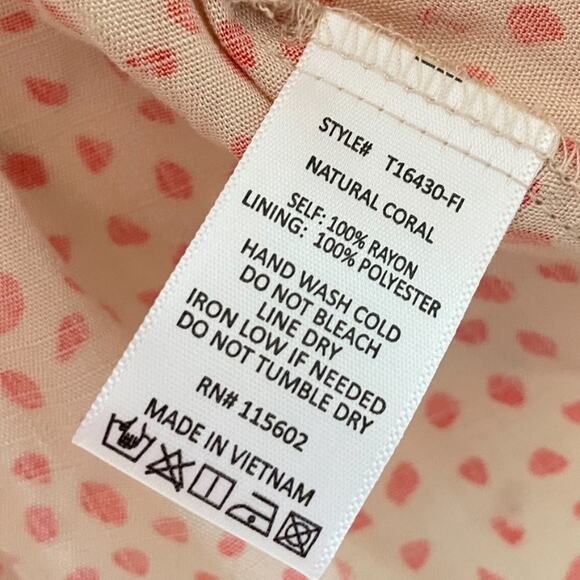 STYLE# T16430-FI
NATURAL CORAL
SELF: 100% RAYON
LINING: 100% POLYESTER
HAND WASH COLD
DO NOT BLEACH
LINE DRY
IRON LOW IF NEEDED
DO NOT TUMBLE DRY
RN# 115602
MADE IN VIETNAM